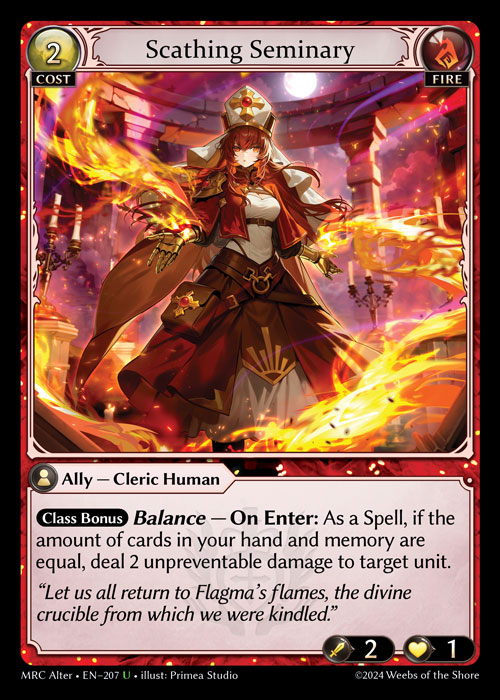 2
COST
Scathing Seminary
FIRE
Ally — Cleric Human
Class Bonus Balance — On Enter: As a Spell, if the
amount of cards in your hand and memory are
equal, deal 2 unpreventable damage to target unit.
“Let us all return to Flagma’s flames, the divine
crucible from which we were kindled.”
2
1
MRC Alter • EN–207 U • illust: Primea Studio
©2024 Weebs of the Shore